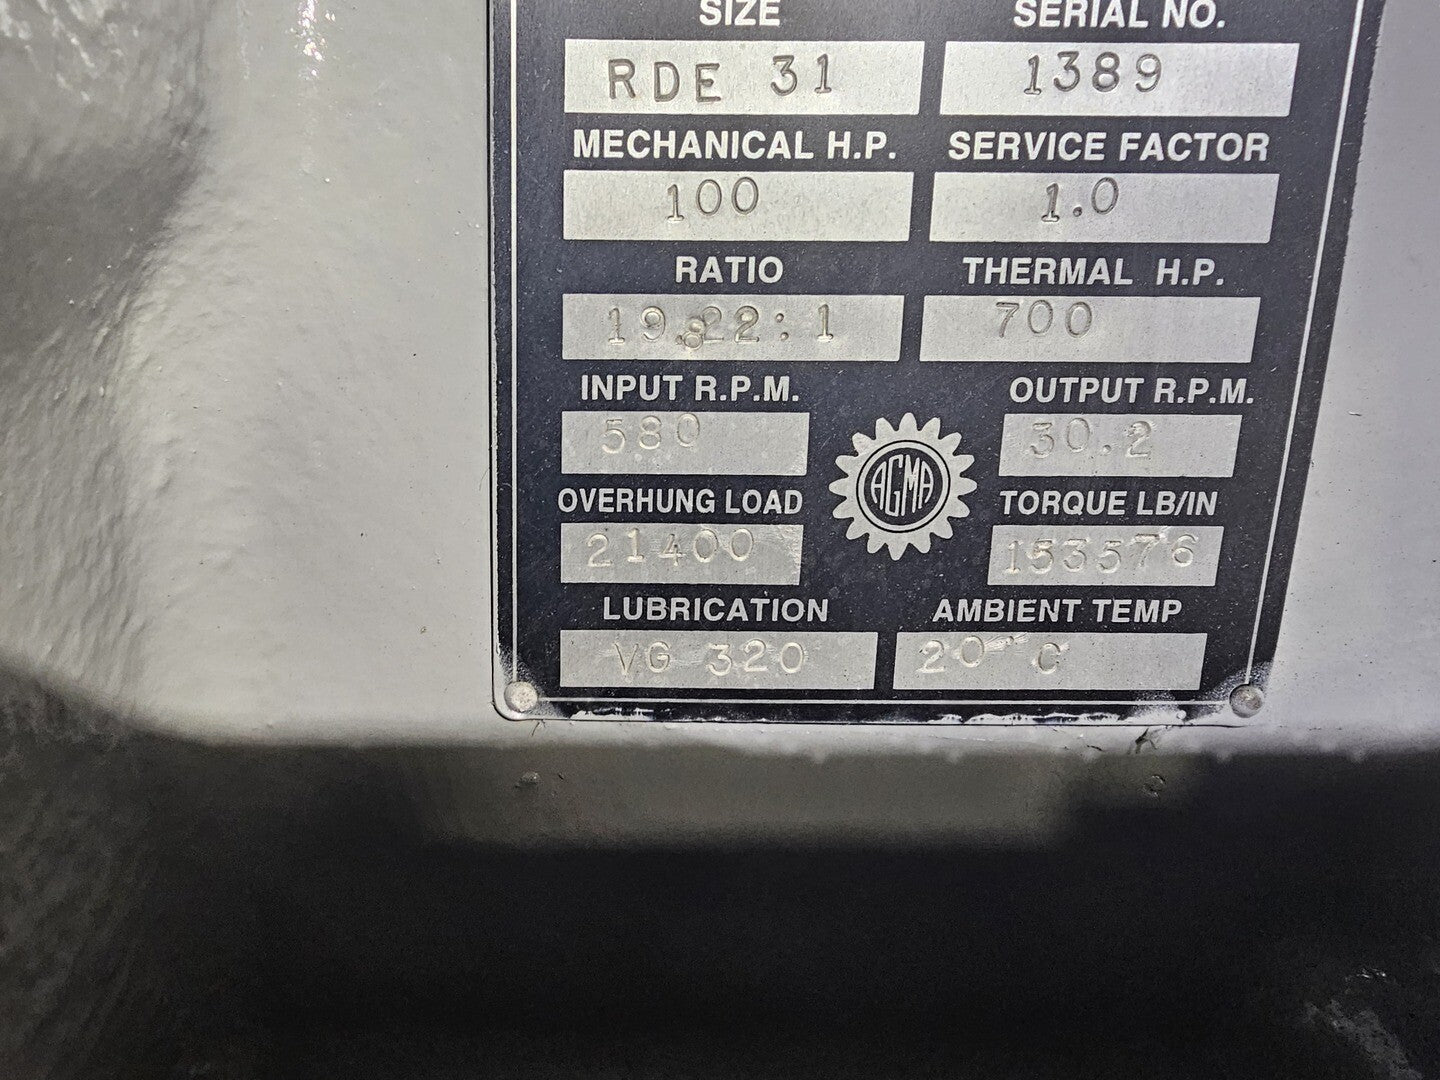 SIZE SERIAL NO.
RDE 31 1389
MECHANICAL H.P. SERVICE FACTOR
100 1.0
RATIO THERMAL H.P.
19.22:1 700
INPUT R.P.M. OUTPUT R.P.M.
580 30.2
AGMA
OVERHUNG LOAD TORQUE LB/IN
21400 153576
LUBRICATION AMBIENT TEMP
VG 320 20 C